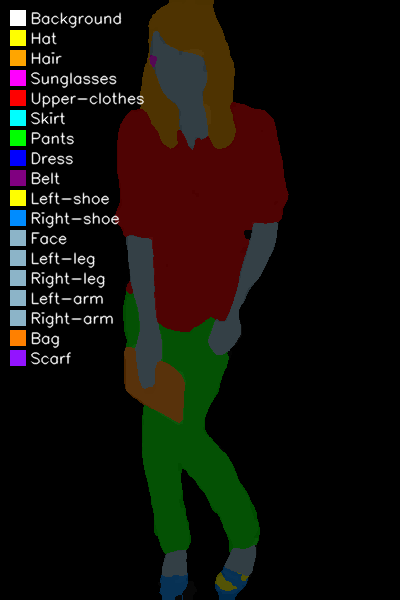 Background
Hat
Hair
Sunglasses
Upper-clothes
Skirt
Pants
Dress
Belt
Left-shoe
Right-shoe
Face
Left-leg
Right-leg
Left-arm
Right-arm
Bag
Scarf